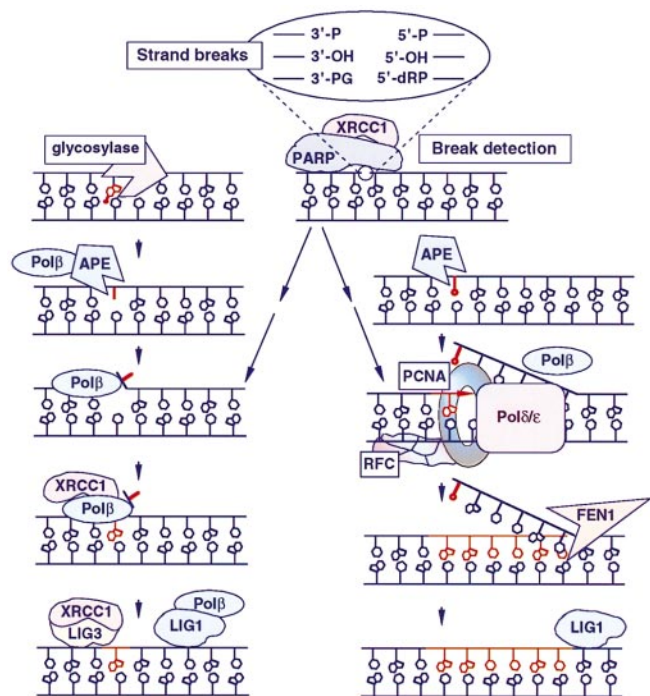 3'-P 5'-P
Strand breaks 3'-OH 5'-OH
3'-PG 5'-dRP
XRCC1
glycosylase PARP Break detection
Polβ APE
APE
Polβ
Polβ
PCNA
Polδ/ε
RFC
XRCC1
Polβ
FEN1
XRCC1 Polβ
LIG3 LIG1
LIG1